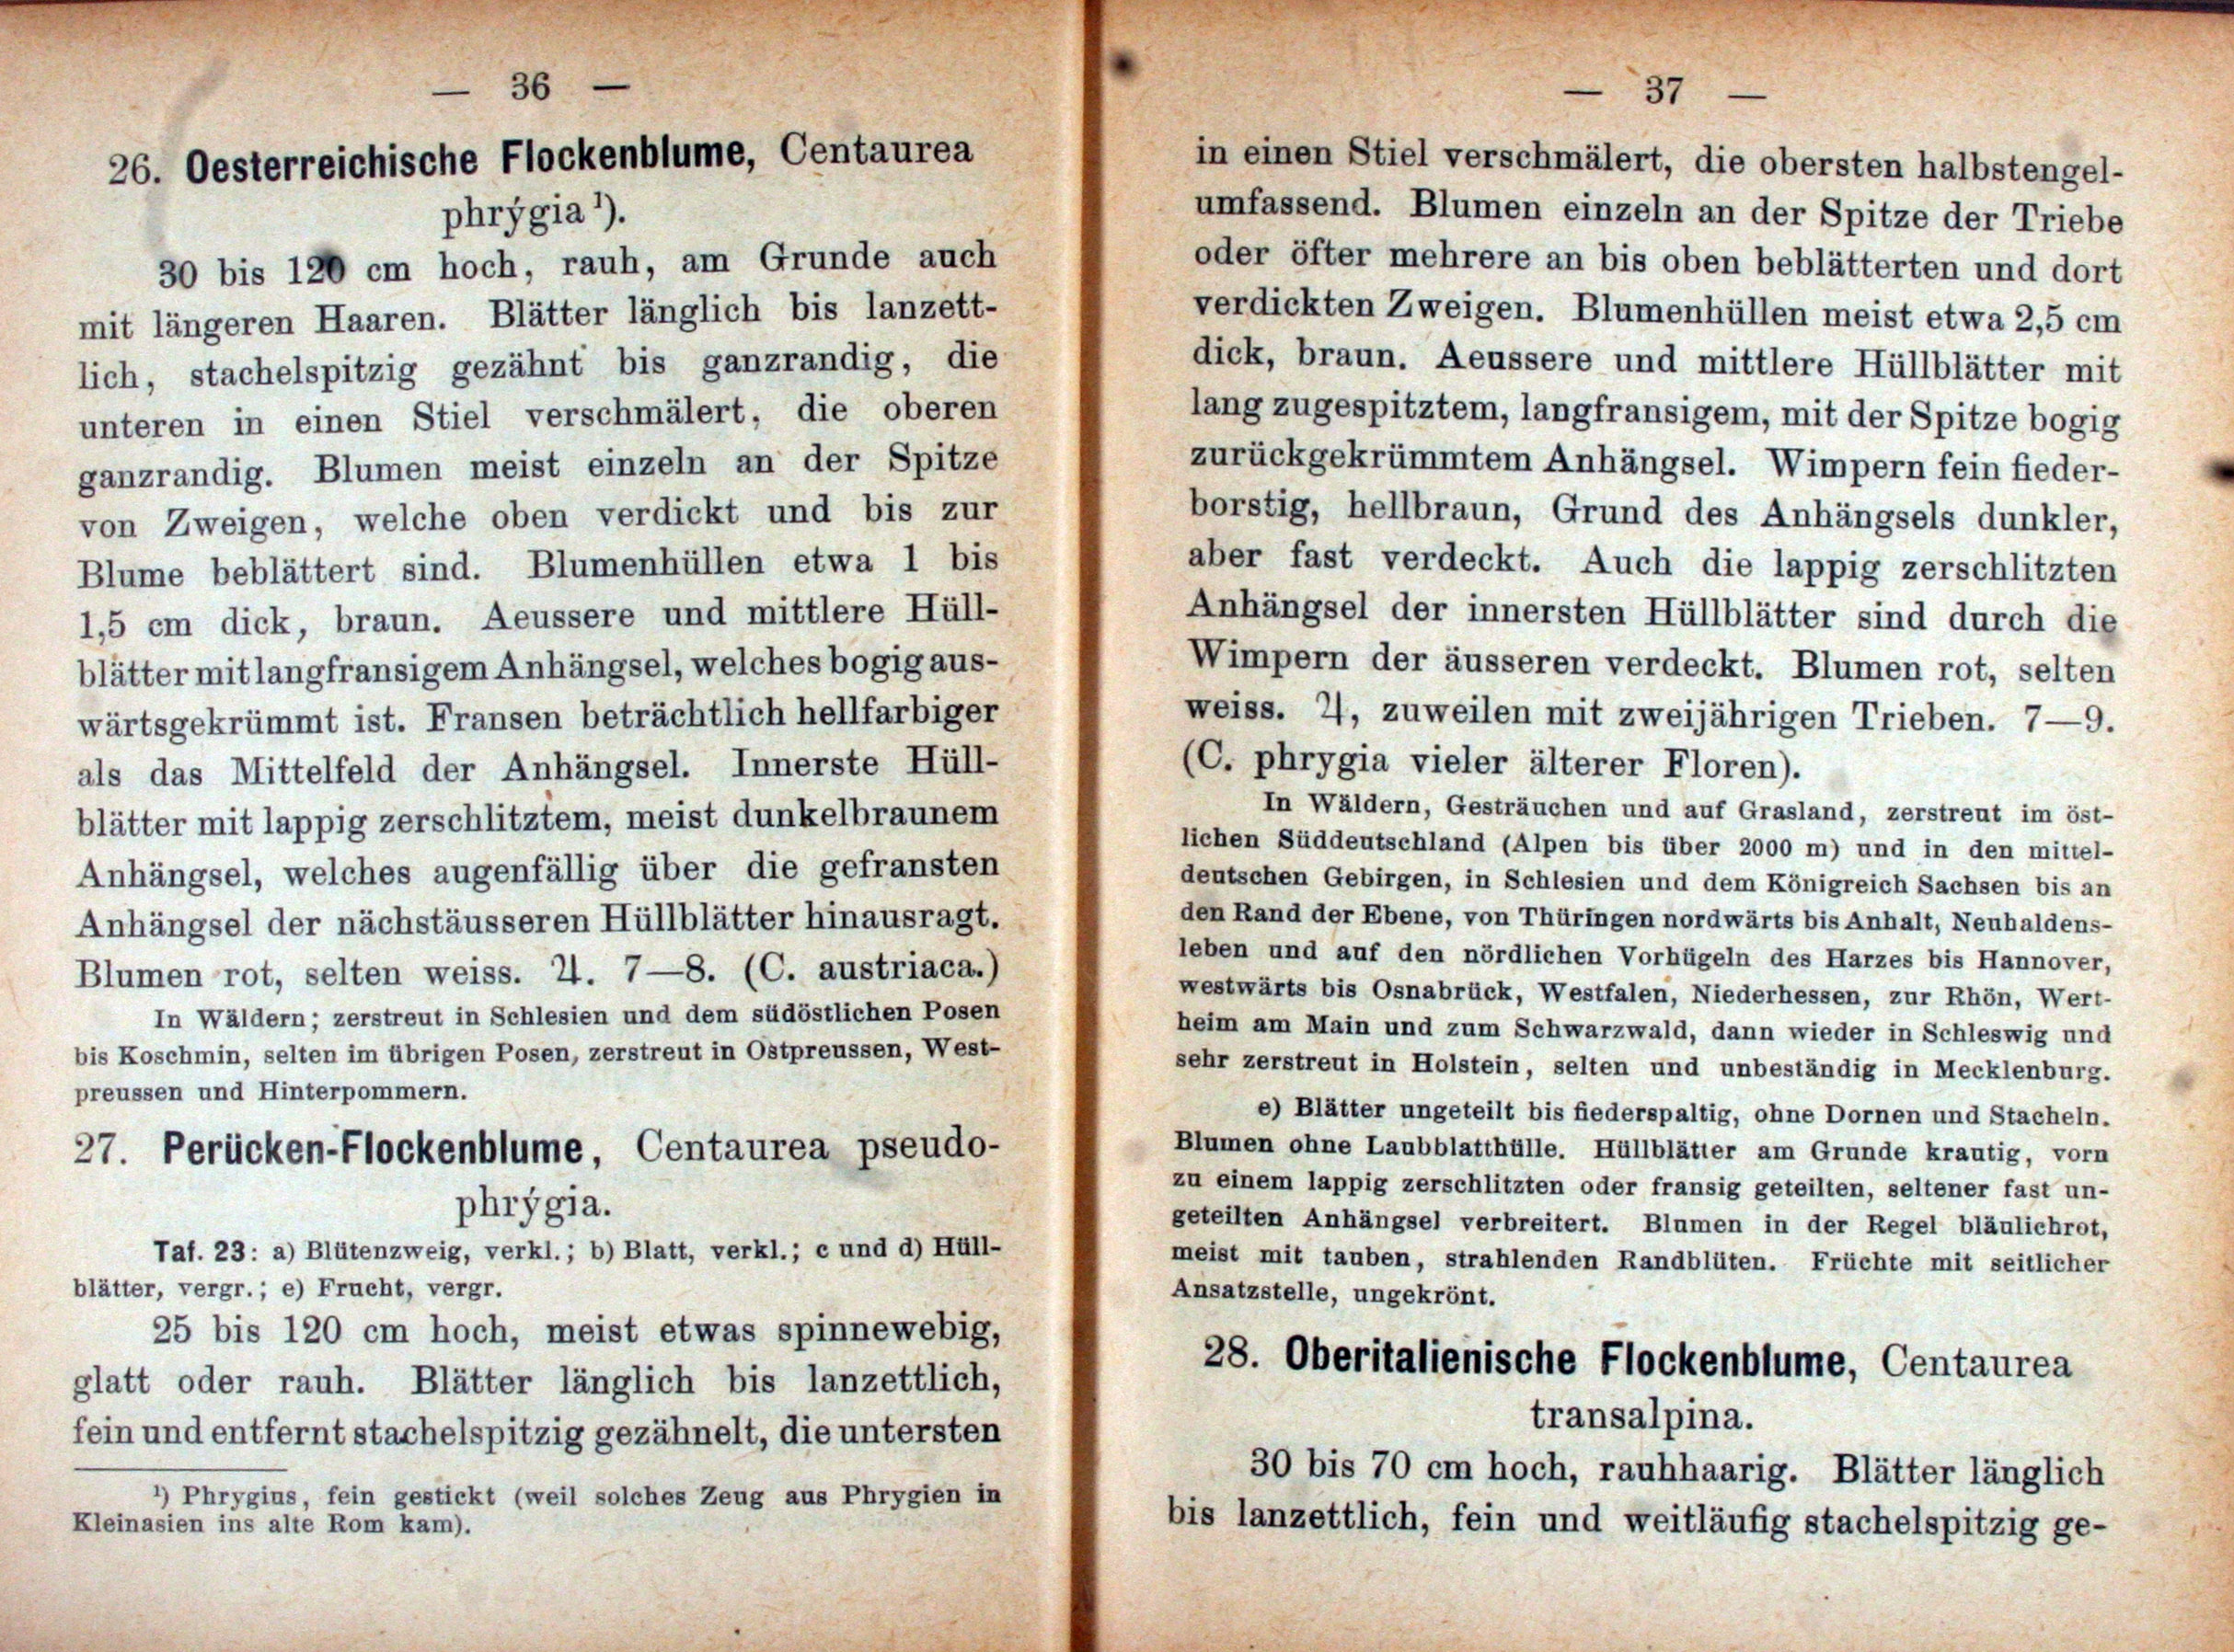 — 36 —
26. Oesterreichische Flockenblume, Centaurea
phrýgia ¹).
30 bis 120 cm hoch, rauh, am Grunde auch
mit längeren Haaren. Blätter länglich bis lanzett-
lich, stachelspitzig gezähnt bis ganzrandig, die
unteren in einen Stiel verschmälert, die oberen
ganzrandig. Blumen meist einzeln an der Spitze
von Zweigen, welche oben verdickt und bis zur
Blume beblättert sind. Blumenhüllen etwa 1 bis
1,5 cm dick, braun. Aeussere und mittlere Hüll-
blätter mit langfransigem Anhängsel, welches bogig aus-
wärtsgekrümmt ist. Fransen beträchtlich hellfarbiger
als das Mittelfeld der Anhängsel. Innerste Hüll-
blätter mit lappig zerschlitztem, meist dunkelbraunem
Anhängsel, welches augenfällig über die gefransten
Anhängsel der nächstäusseren Hüllblätter hinausragt.
Blumen rot, selten weiss. ♃. 7—8. (C. austriaca.)
In Wäldern; zerstreut in Schlesien und dem südöstlichen Posen
bis Koschmin, selten im übrigen Posen, zerstreut in Ostpreussen, West-
preussen und Hinterpommern.
27. Perücken-Flockenblume, Centaurea pseudo-
phrýgia.
Taf. 23: a) Blütenzweig, verkl.; b) Blatt, verkl.; c und d) Hüll-
blätter, vergr.; e) Frucht, vergr.
25 bis 120 cm hoch, meist etwas spinnewebig,
glatt oder rauh. Blätter länglich bis lanzettlich,
fein und entfernt stachelspitzig gezähnelt, die untersten
¹) Phrygius, fein gestickt (weil solches Zeug aus Phrygien in
Kleinasien ins alte Rom kam).
— 37 —
in einen Stiel verschmälert, die obersten halbstengel-
umfassend. Blumen einzeln an der Spitze der Triebe
oder öfter mehrere an bis oben beblätterten und dort
verdickten Zweigen. Blumenhüllen meist etwa 2,5 cm
dick, braun. Aeussere und mittlere Hüllblätter mit
lang zugespitztem, langfransigem, mit der Spitze bogig
zurückgekrümmtem Anhängsel. Wimpern fein fieder-
borstig, hellbraun, Grund des Anhängsels dunkler,
aber fast verdeckt. Auch die lappig zerschlitzten
Anhängsel der innersten Hüllblätter sind durch die
Wimpern der äusseren verdeckt. Blumen rot, selten
weiss. ♃, zuweilen mit zweijährigen Trieben. 7—9.
(C. phrygia vieler älterer Floren).
In Wäldern, Gesträuchen und auf Grasland, zerstreut im öst-
lichen Süddeutschland (Alpen bis über 2000 m) und in den mittel-
deutschen Gebirgen, in Schlesien und dem Königreich Sachsen bis an
den Rand der Ebene, von Thüringen nordwärts bis Anhalt, Neuhaldens-
leben und auf den nördlichen Vorhügeln des Harzes bis Hannover,
westwärts bis Osnabrück, Westfalen, Niederhessen, zur Rhön, Wert-
heim am Main und zum Schwarzwald, dann wieder in Schleswig und
sehr zerstreut in Holstein, selten und unbeständig in Mecklenburg.
e) Blätter ungeteilt bis fiederspaltig, ohne Dornen und Stacheln.
Blumen ohne Laubblatthülle. Hüllblätter am Grunde krautig, vorn
zu einem lappig zerschlitzten oder fransig geteilten, seltener fast un-
geteilten Anhängsel verbreitert. Blumen in der Regel bläulichrot,
meist mit tauben, strahlenden Randblüten. Früchte mit seitlicher
Ansatzstelle, ungekrönt.
28. Oberitalienische Flockenblume, Centaurea
transalpina.
30 bis 70 cm hoch, rauhhaarig. Blätter länglich
bis lanzettlich, fein und weitläufig stachelspitzig ge-